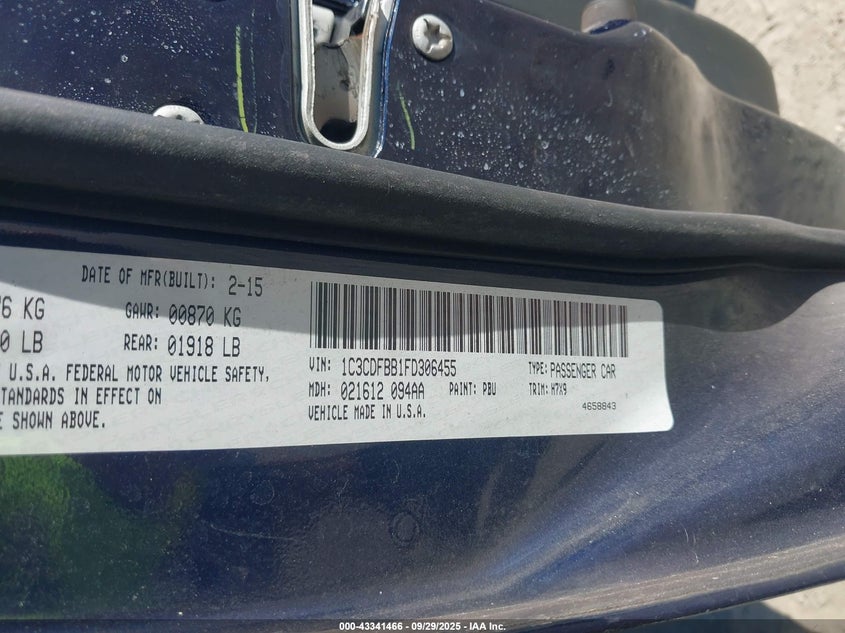 DATE OF MFR(BUILT): 2-15
6 KG GAWR: 00870 KG
0 LB REAR: 01918 LB
U.S.A. FEDERAL MOTOR VEHICLE SAFETY,
STANDARDS IN EFFECT ON
E SHOWN ABOVE.
VIN: 1C3CDFBB1FD306455 TYPE: PASSENGER CAR
MDH: 021612 094AA PAINT: PBU TRIM: H7X9
VEHICLE MADE IN U.S.A. 4658843
000-43341466 - 09/29/2025 - IAA Inc.